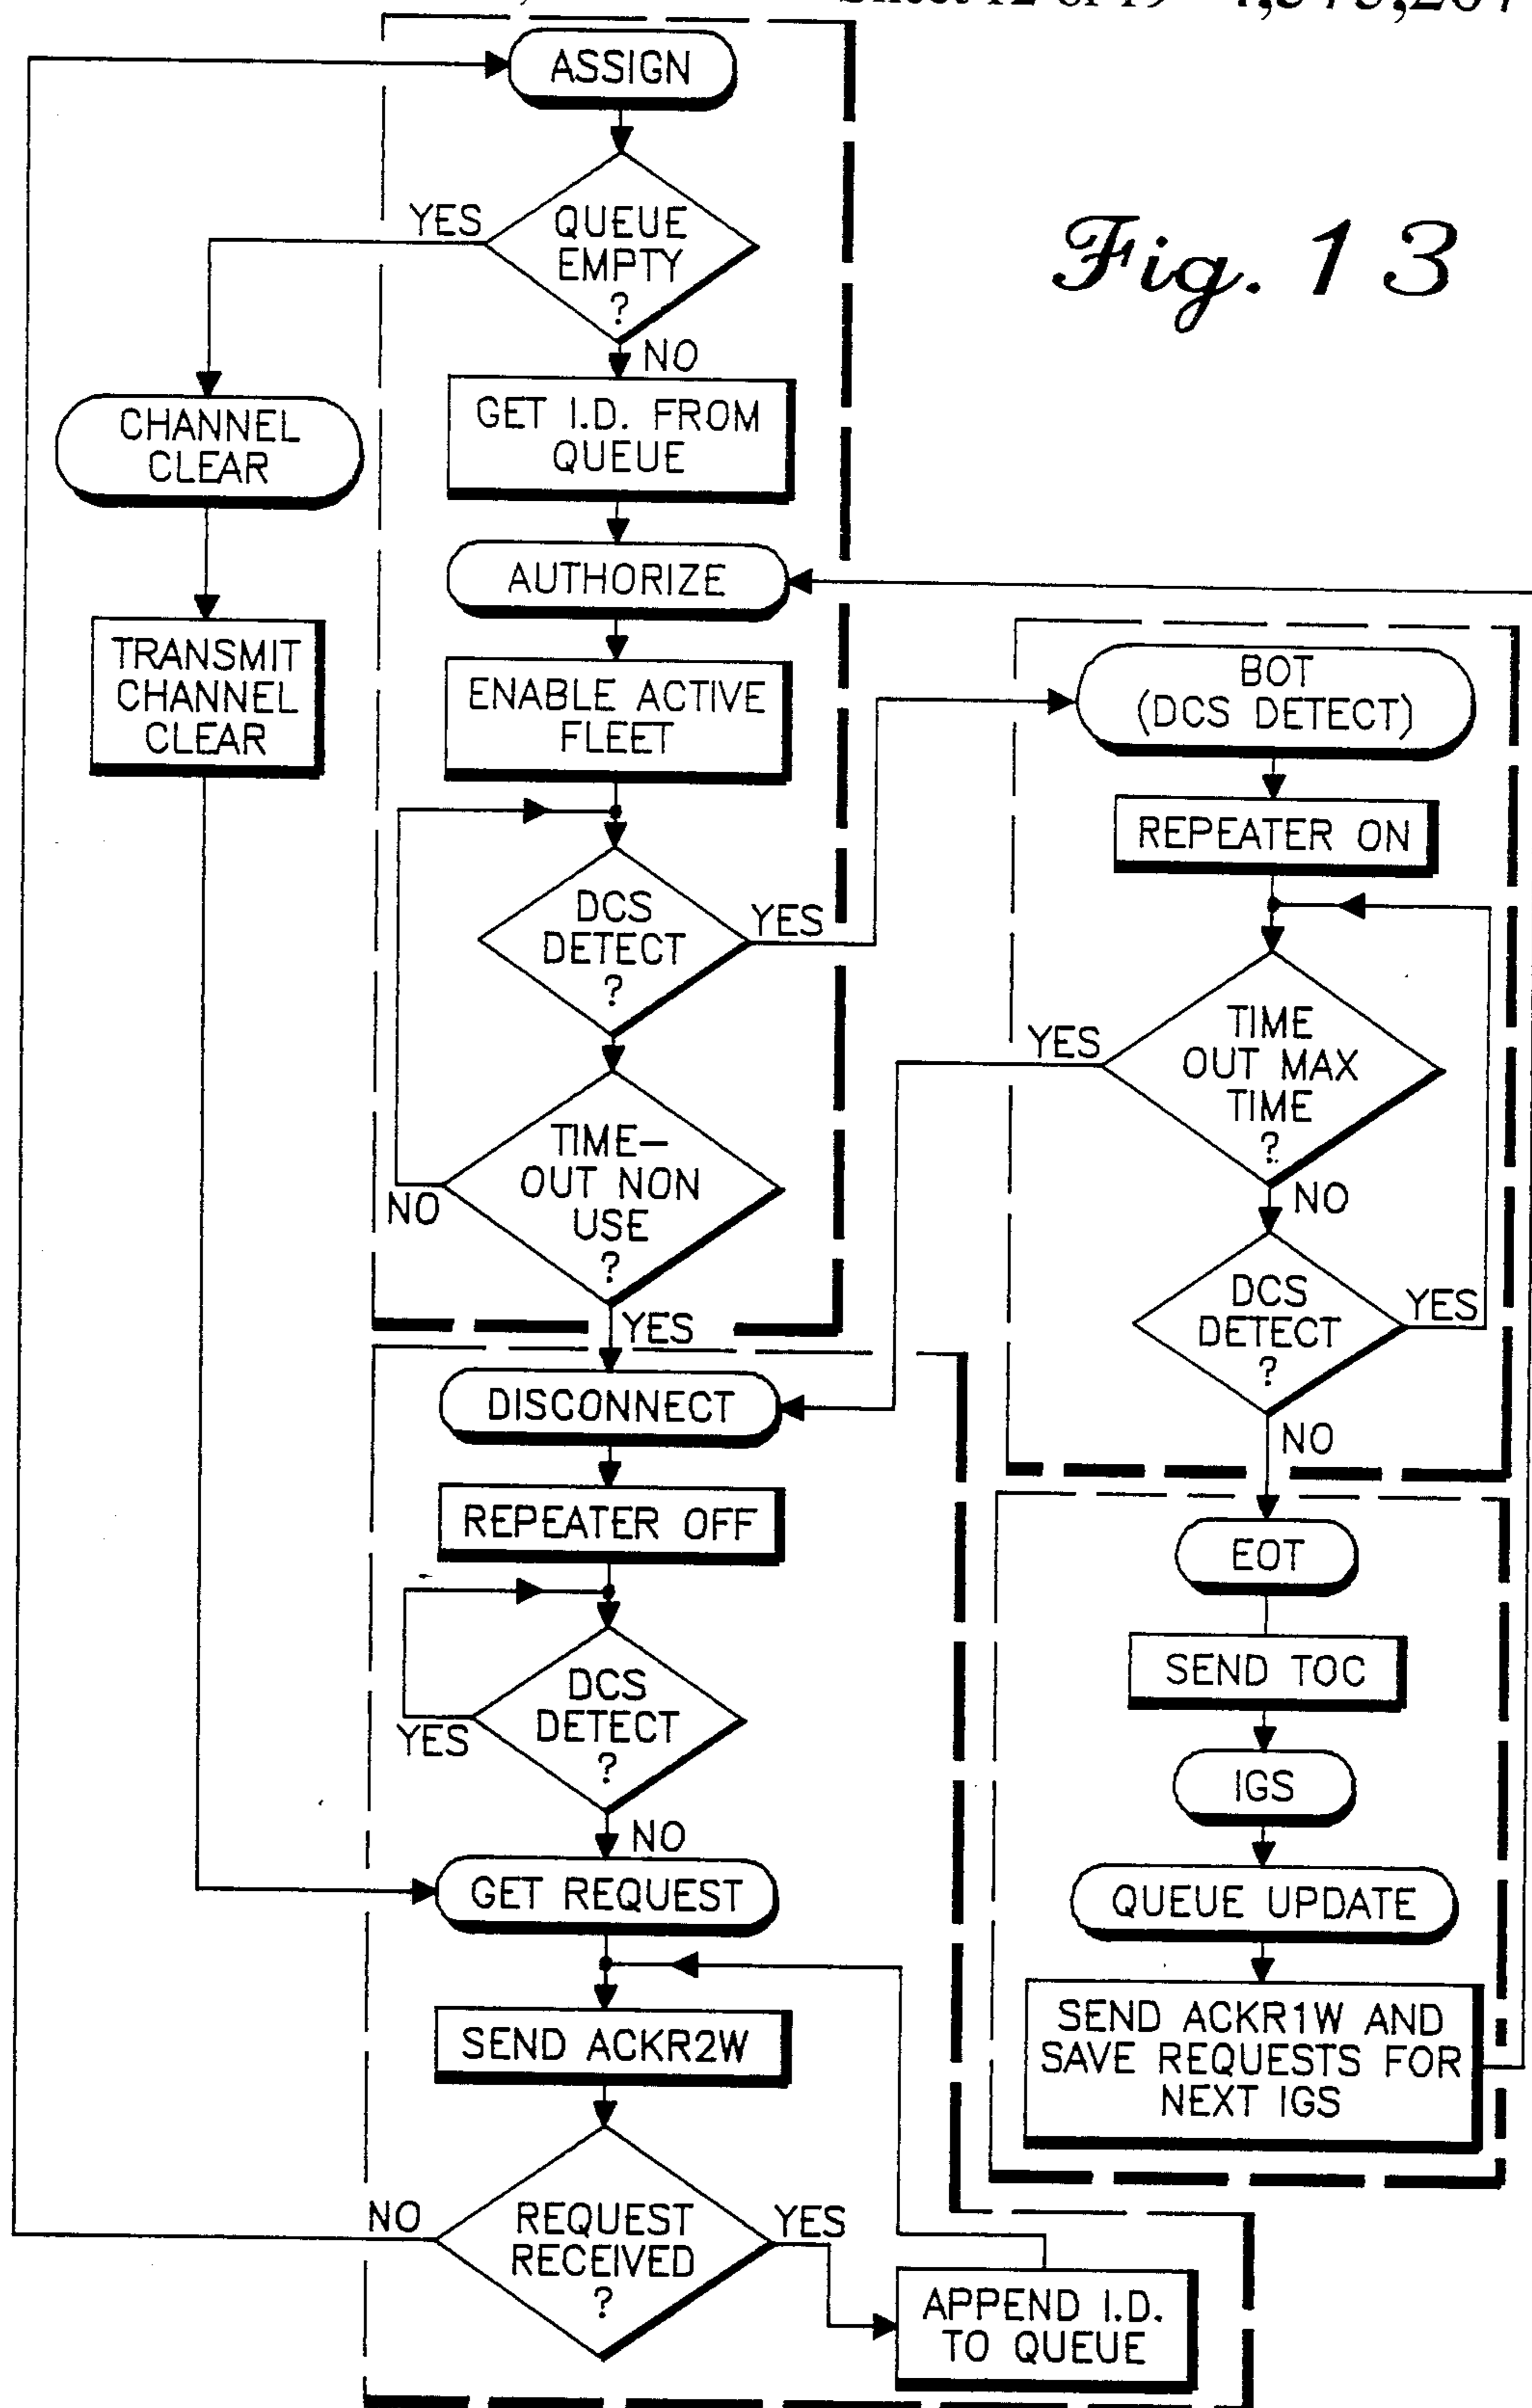 Sheet 12 of 19
ASSIGN
Fig. 13
YES
QUEUE
EMPTY
?
NO
CHANNEL
CLEAR
GET I.D. FROM
QUEUE
AUTHORIZE
TRANSMIT
CHANNEL
CLEAR
ENABLE ACTIVE
FLEET
BOT
(DCS DETECT)
REPEATER ON
DCS
DETECT
?
YES
TIME
OUT MAX
TIME
?
YES
NO
TIME-
OUT NON
USE
?
NO
YES
DCS
DETECT
?
YES
NO
DISCONNECT
REPEATER OFF
EOT
SEND TOC
DCS
DETECT
?
YES
NO
IGS
GET REQUEST
QUEUE UPDATE
SEND ACKR2W
SEND ACKR1W AND
SAVE REQUESTS FOR
NEXT IGS
NO
REQUEST
RECEIVED
?
YES
APPEND I.D.
TO QUEUE